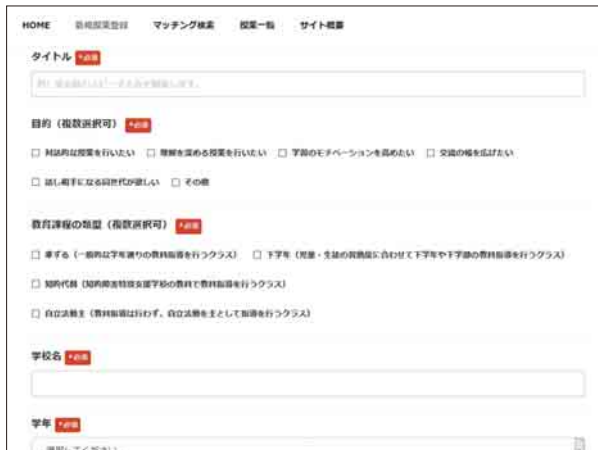 HOME 新規授業登録 マッチング検索 授業一覧 サイト概要
タイトル *必須
目的（複数選択可） *必須
対話的な授業を行いたい 理解を深める授業を行いたい 学習のモチベーションを高めたい 交流の幅を広げたい
話し相手になる同世代が欲しい その他
教育課程の類型（複数選択可） *必須
準ずる（一般的な学年通りの教科指導を行うクラス） 下学年（児童・生徒の習熟度に合わせて下学年や下学部の教科指導を行うクラス）
知的代替（知的障害特別支援学校の教科で教科指導を行うクラス）
自立活動主（教科指導は行わず、自立活動を主として指導を行うクラス）
学校名 *必須
学年 *必須
選択してください